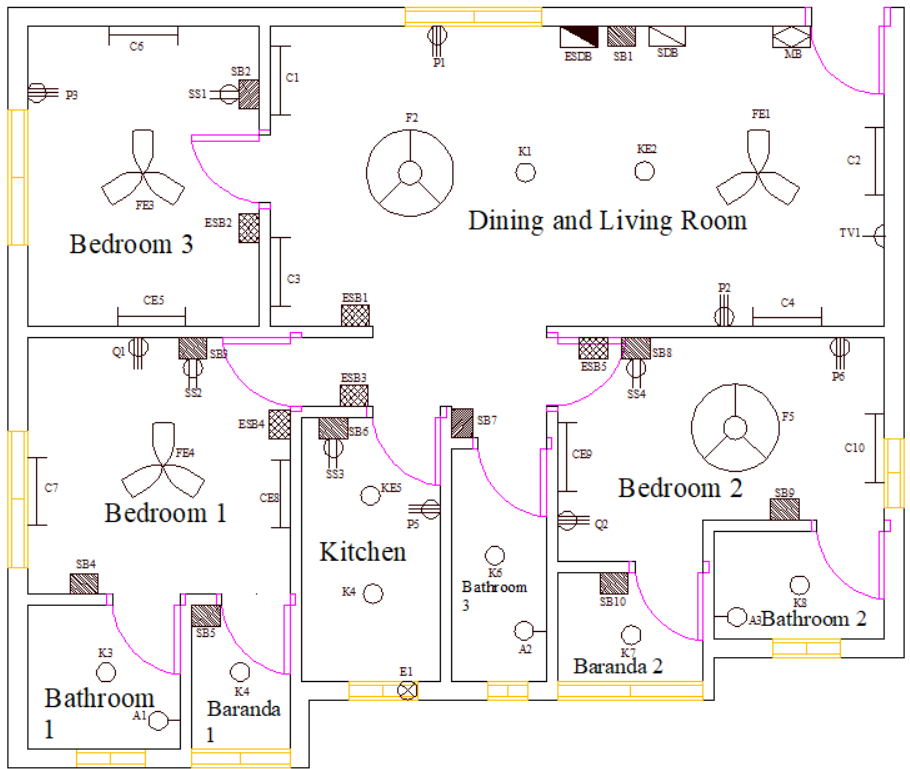 C6
P1
ESDB
SB1
SDB
MB
SB2
C1
P3
SS1
F2
FE1
K1
KE2
C2
FE3
ESB2
Dining and Living Room
Bedroom 3
TV1
C3
P2
CE5
ESB1
C4
Q1
SB3
ESB5
SB8
SS2
SS4
P6
ESB3
ESB4
SB7
F5
SB6
FE4
SS3
CE9
C10
C7
CE8
KE5
Bedroom 2
SB9
Bedroom 1
P5
Q2
Kitchen
SB4
K6
Bathroom
3
K4
SB10
K8
SB5
A3
Bathroom 2
K3
A2
K7
Baranda 2
E1
K4
Bathroom
1
A1
Baranda
1